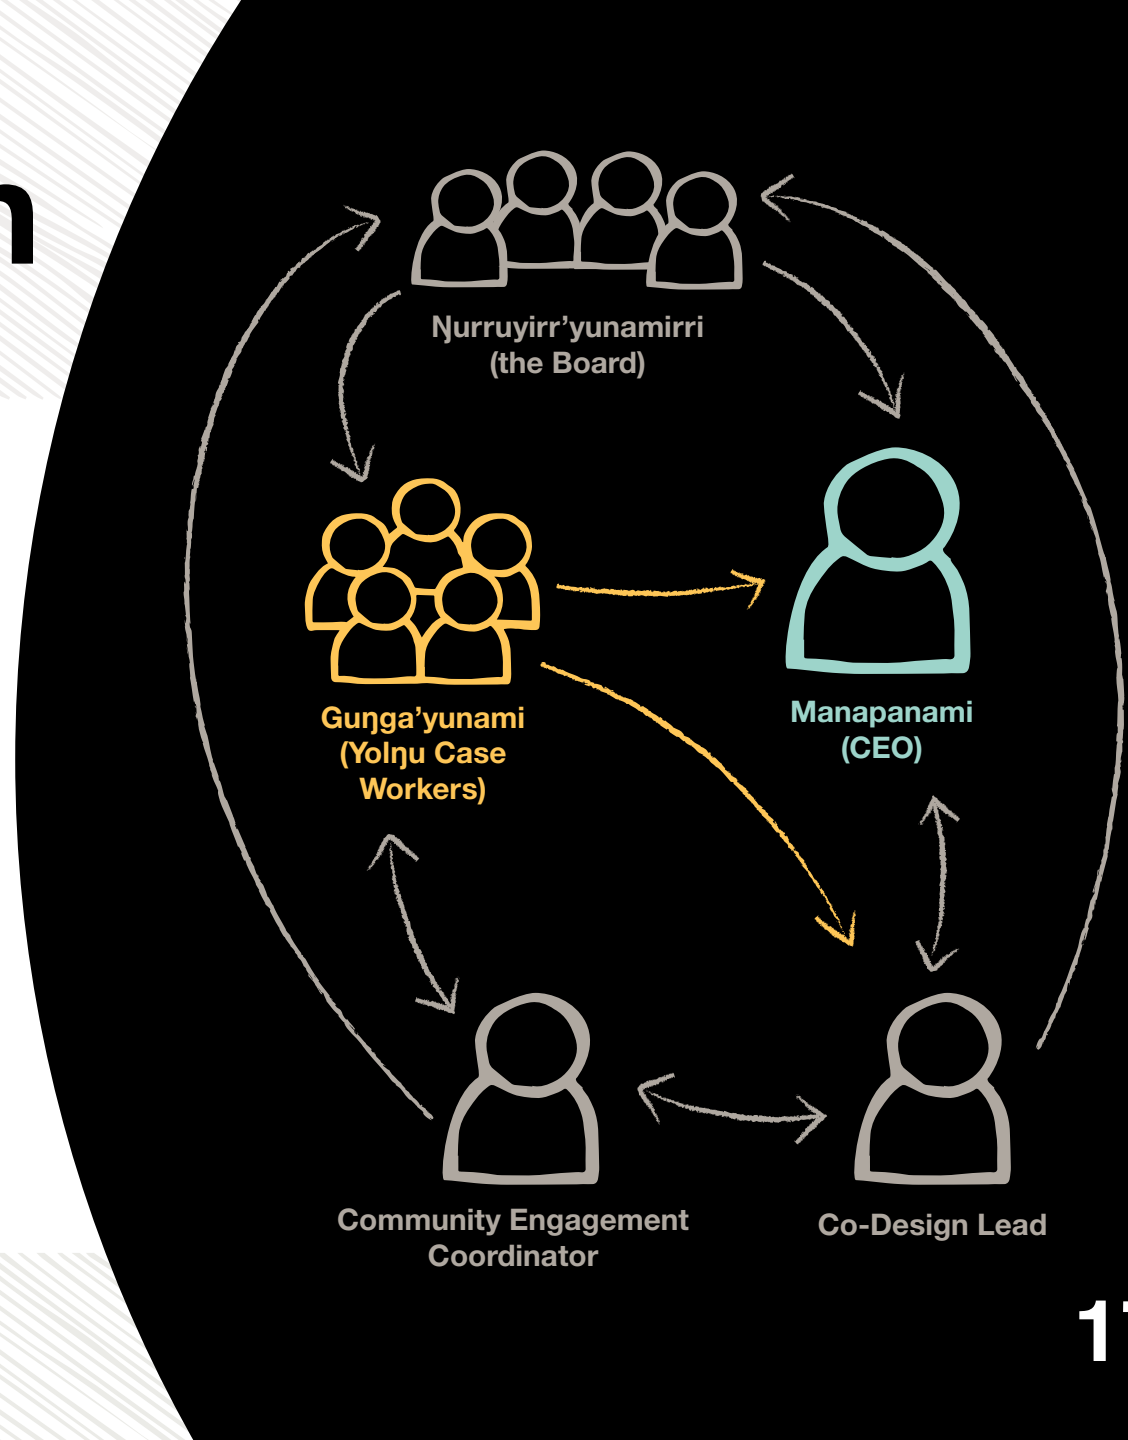 Ŋurruyirr’yunamirri
(the Board)
Guŋga’yunami
(Yolŋu Case
Workers)
Manapanami
(CEO)
Community Engagement
Coordinator
Co-Design Lead